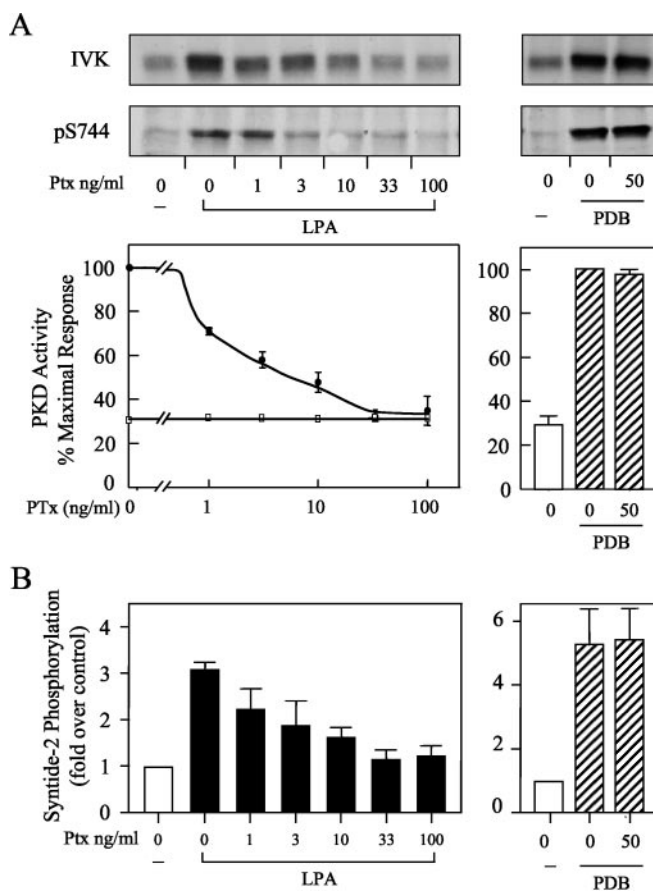 A
IVK
pS744
Ptx ng/ml 0 0 1 3 10 33 100 0 0 50
– LPA – PDB
PKD Activity
% Maximal Response
100
80
60
40
20
0
PTx (ng/ml) 0 1 10 100
100
80
60
40
20
0
0 0 50
PDB
B
Syntide-2 Phosphorylation
(fold over control)
4
3
2
1
0
Ptx ng/ml 0 0 1 3 10 33 100
– LPA
6
4
2
0
0 0 50
– PDB